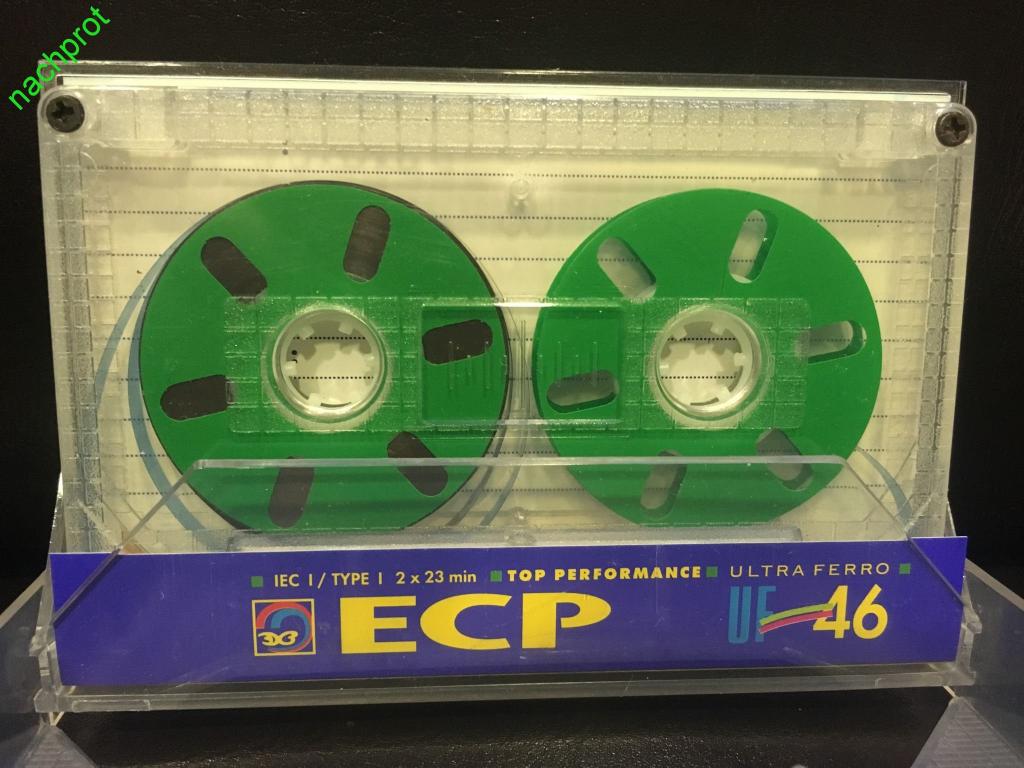 nachprot
IEC I / TYPE I 2 x 23 min TOP PERFORMANCE ULTRA FERRO
ECP UF 46